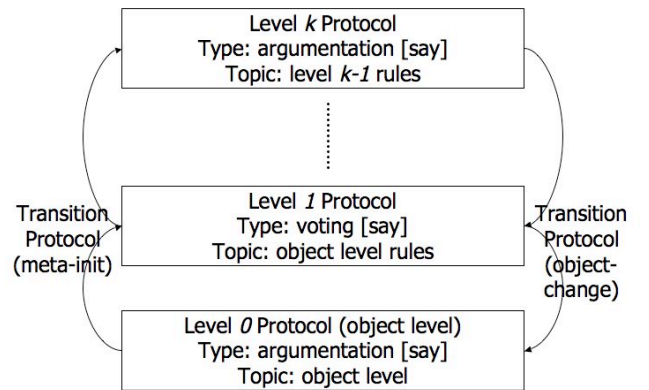 Level k Protocol
Type: argumentation [say]
Topic: level k-1 rules
Level 1 Protocol
Type: voting [say]
Topic: object level rules
Transition
Protocol
(meta-init)
Transition
Protocol
(object-
change)
Level 0 Protocol (object level)
Type: argumentation [say]
Topic: object level